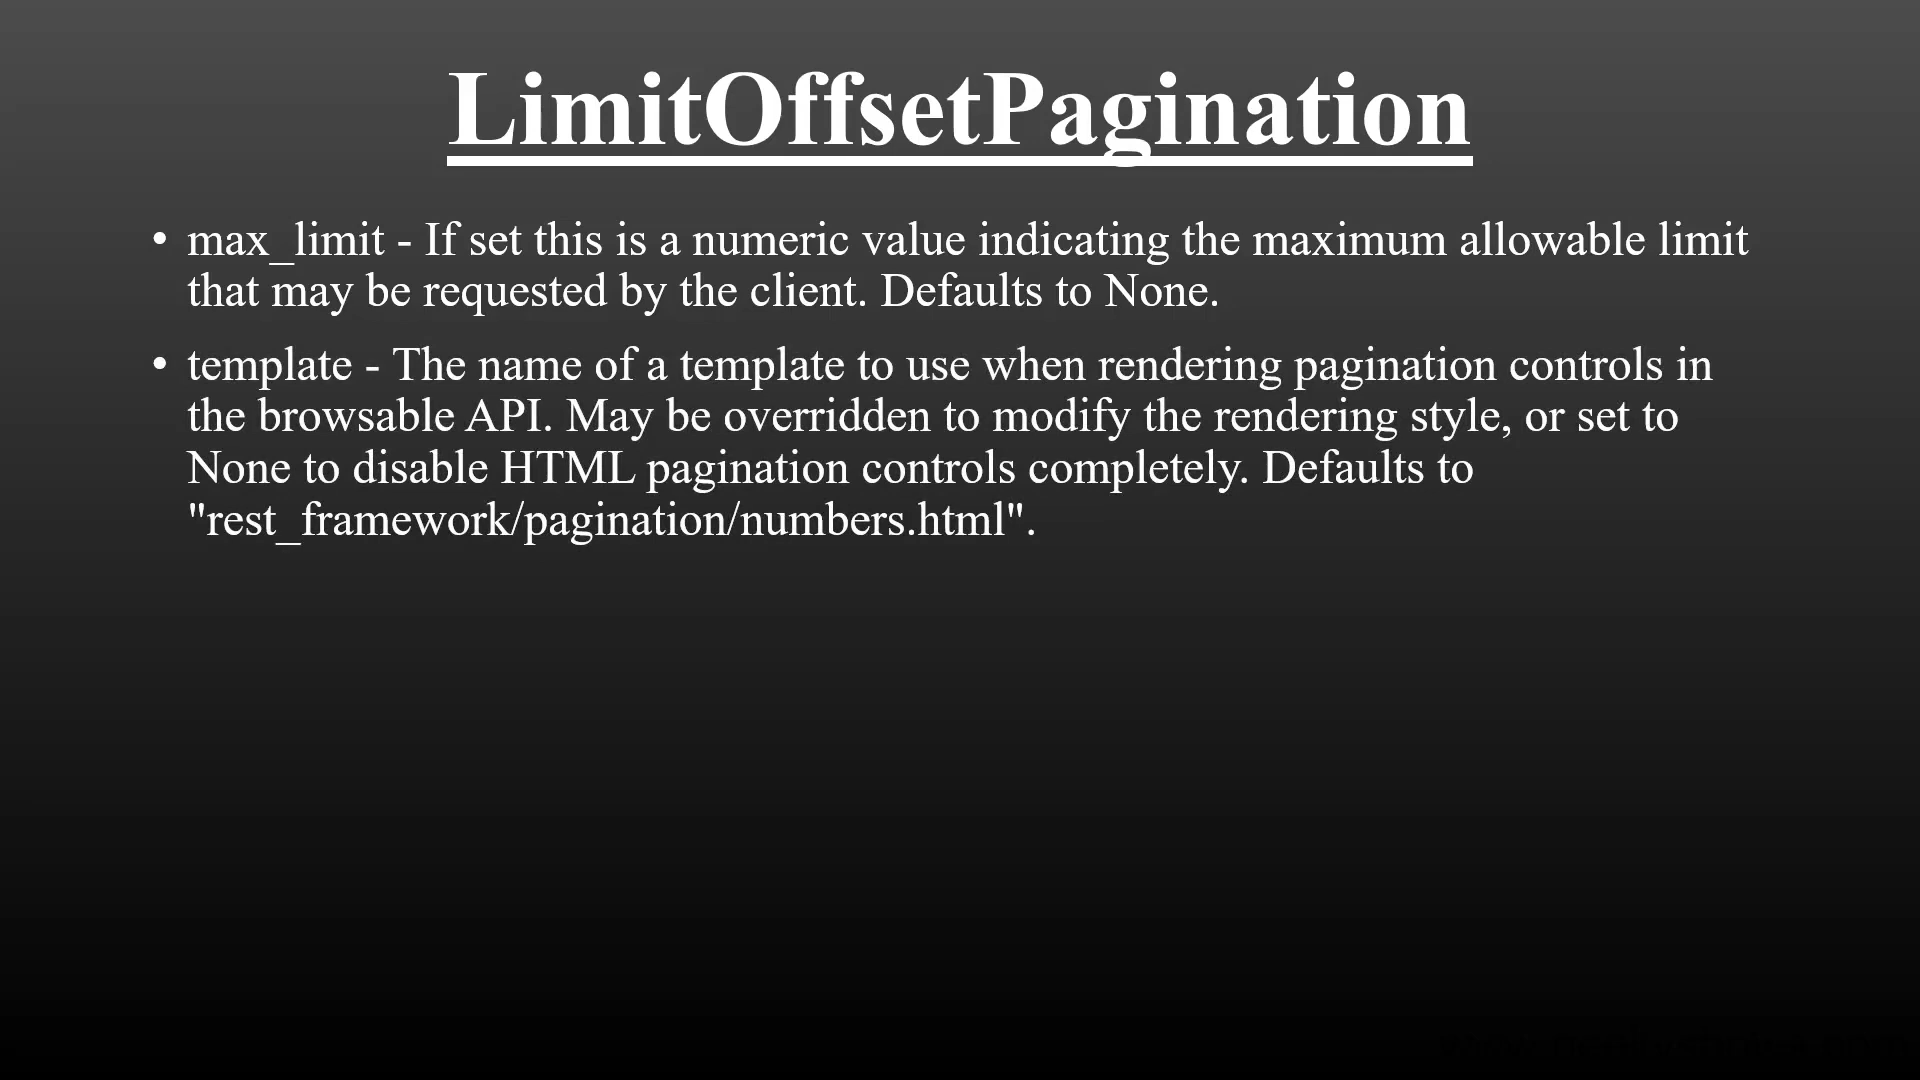 LimitOffsetPagination
• max_limit - If set this is a numeric value indicating the maximum allowable limit
that may be requested by the client. Defaults to None.
• template - The name of a template to use when rendering pagination controls in
the browsable API. May be overridden to modify the rendering style, or set to
None to disable HTML pagination controls completely. Defaults to
"rest_framework/pagination/numbers.html".